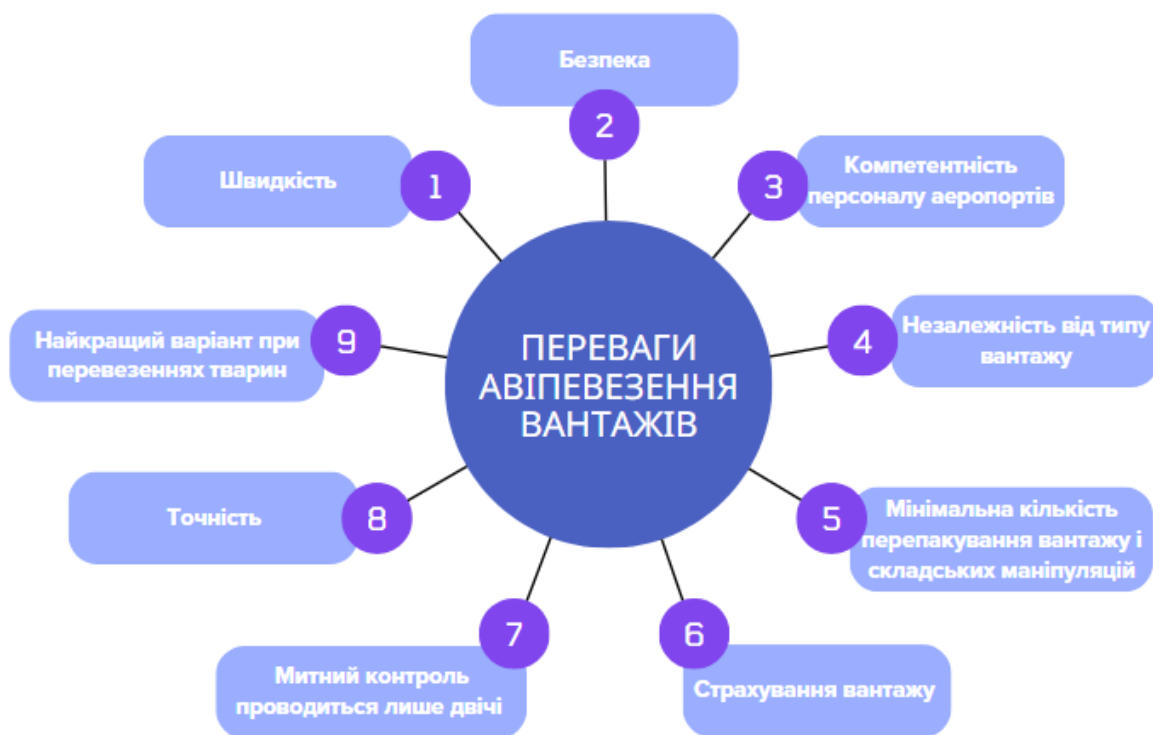 Безпека
2
Швидкість
1
3
Компетентність
персоналу аеропортів
Найкращий варіант при
перевезеннях тварин
9
ПЕРЕВАГИ
АВІПЕВЕЗЕННЯ
ВАНТАЖІВ
4
Незалежність від типу
вантажу
Точність
8
5
Мінімальна кількість
перепакування вантажу і
складських маніпуляцій
7
Митний контроль
проводиться лише двічі
6
Страхування вантажу